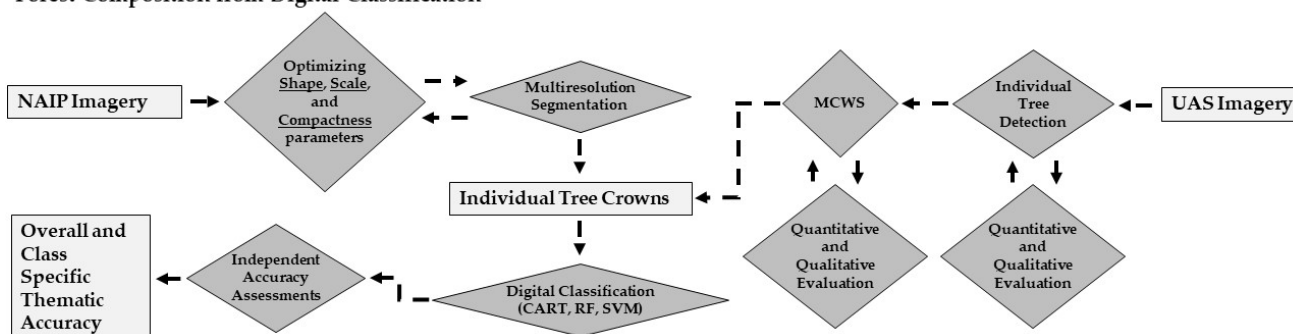 Forest Composition from Digital Classification
NAIP Imagery
Optimizing
Shape, Scale,
and
Compactness
parameters
Multiresolution
Segmentation
MCWS
Individual
Tree
Detection
UAS Imagery
Individual Tree Crowns
Quantitative
and
Qualitative
Evaluation
Quantitative
and
Qualitative
Evaluation
Overall and
Class
Specific
Thematic
Accuracy
Independent
Accuracy
Assessments
Digital Classification
(CART, RF, SVM)